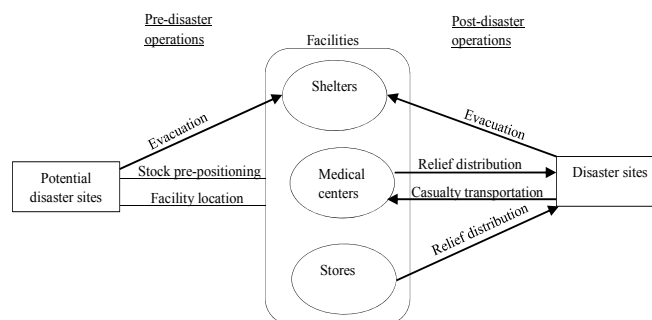 Pre-disaster
operations
Post-disaster
operations
Facilities
Shelters
Evacuation
Evacuation
Potential
disaster sites
Stock pre-positioning
Facility location
Medical
centers
Relief distribution
Casualty transportation
Disaster sites
Relief distribution
Stores